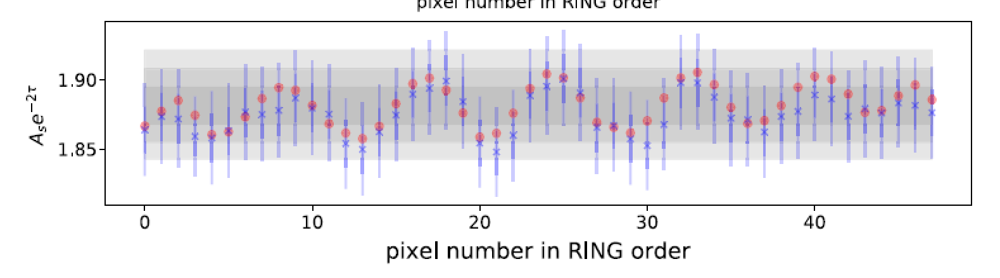 pixel number in RING order
1.90
1.85
A_s e^{-2τ}
0 10 20 30 40
pixel number in RING order